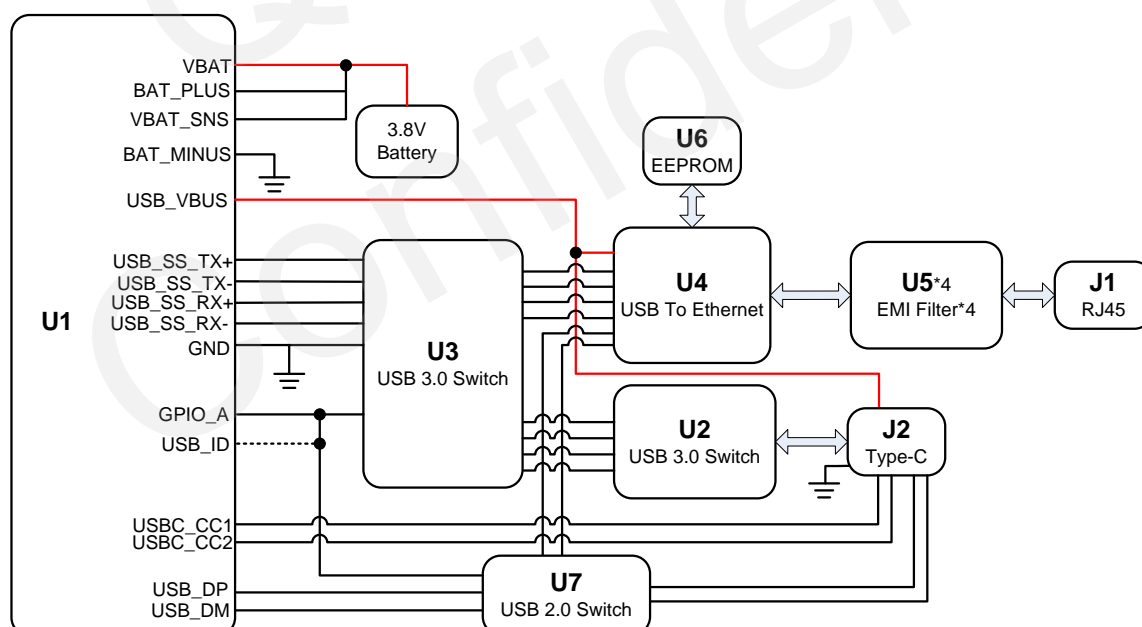 VBAT
BAT_PLUS
VBAT_SNS
BAT_MINUS
USB_VBUS
USB_SS_TX+
USB_SS_TX-
USB_SS_RX+
USB_SS_RX-
GND
GPIO_A
USB_ID
USBC_CC1
USBC_CC2
USB_DP
USB_DM
U1
3.8V
Battery
U3
USB 3.0 Switch
U6
EEPROM
U4
USB To Ethernet
U5*4
EMI Filter*4
J1
RJ45
U2
USB 3.0 Switch
J2
Type-C
U7
USB 2.0 Switch